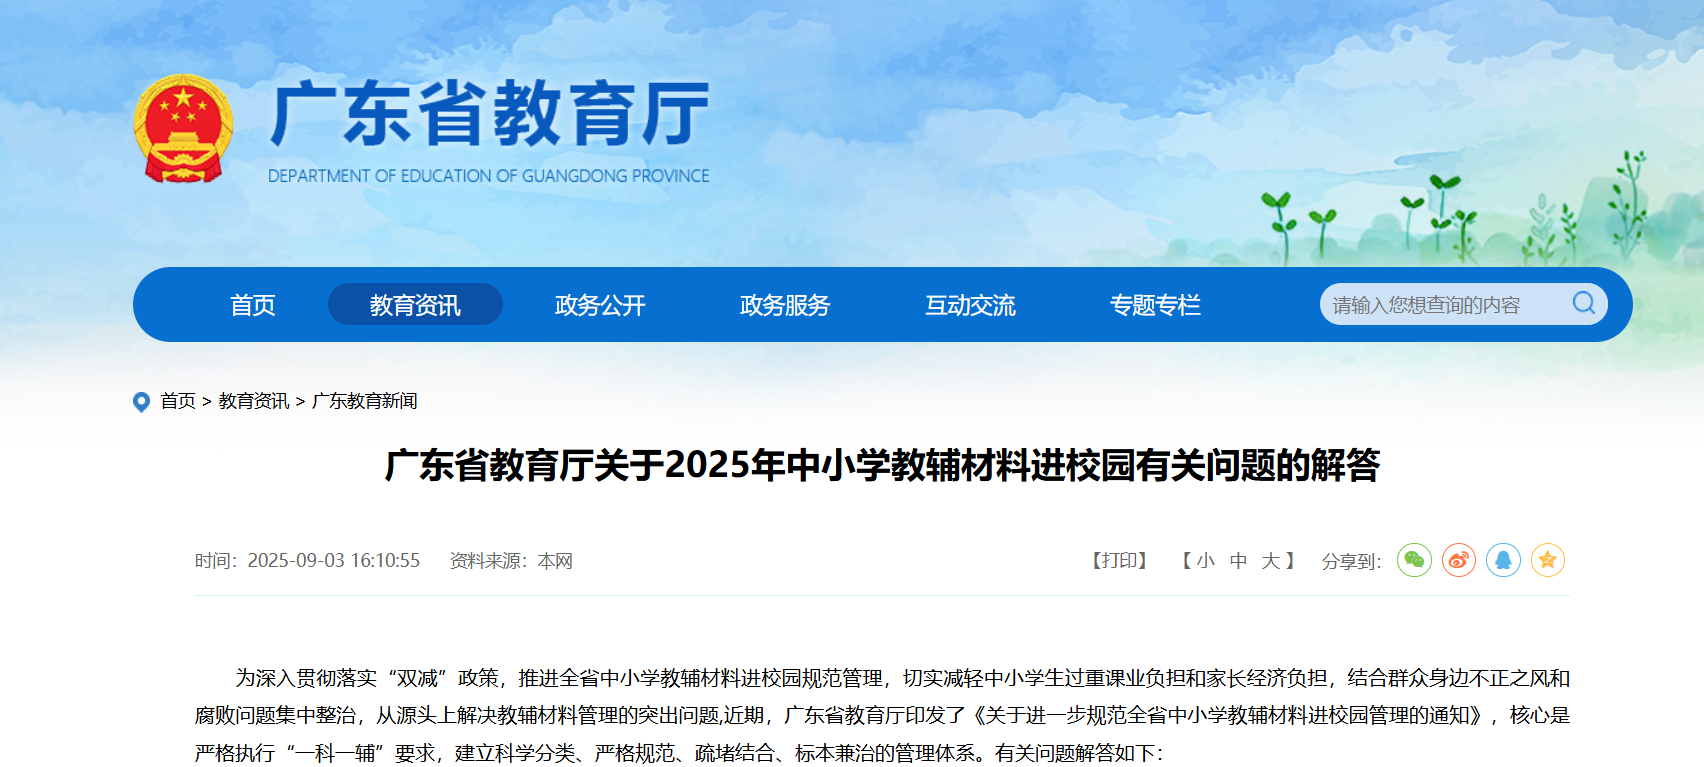 广东省教育厅
DEPARTMENT OF EDUCATION OF GUANGDONG PROVINCE
首页 教育资讯 政务公开 政务服务 互动交流 专题专栏 请输入您想查询的内容
首页 > 教育资讯 > 广东教育新闻
广东省教育厅关于2025年中小学教辅材料进校园有关问题的解答
时间：2025-09-03 16:10:55 资料来源：本网 【打印】 【 小 中 大 】 分享到：
为深入贯彻落实“双减”政策，推进全省中小学教辅材料进校园规范管理，切实减轻中小学生过重课业负担和家长经济负担，结合群众身边不正之风和
腐败问题集中整治，从源头上解决教辅材料管理的突出问题,近期，广东省教育厅印发了《关于进一步规范全省中小学教辅材料进校园管理的通知》，核心是
严格执行“一科一辅”要求，建立科学分类、严格规范、疏堵结合、标本兼治的管理体系。有关问题解答如下：